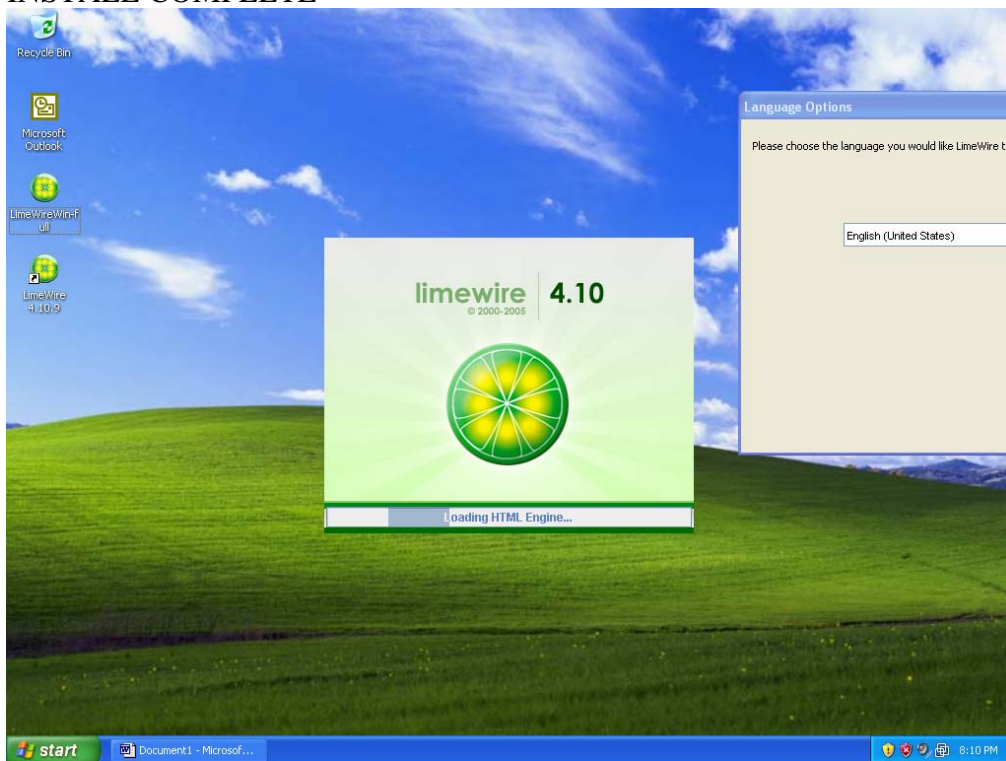 INSTALL COMPLETE
Recycle Bin
Microsoft
Outlook
LimeWireWin-f
ull
LimeWire
4.10.9
limewire 4.10
© 2000-2005
Loading HTML Engine...
Language Options
Please choose the language you would like LimeWire t
English (United States)
start
Document1 - Microsof...
8:10 PM